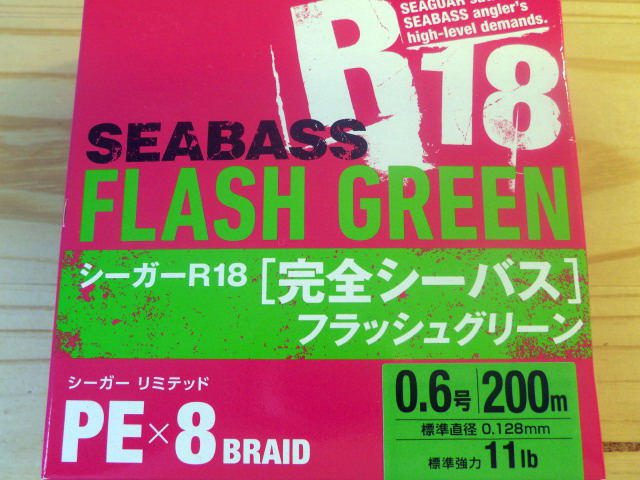 R18
SEAGUAR
SEABASS angler's
high-level demands.
SEABASS
FLASH GREEN
シーガーR18 [完全シーバス]
フラッシュグリーン
シーガー リミテッド
PE×8 BRAID
0.6号 200m
標準直径 0.128mm
標準強力 11lb